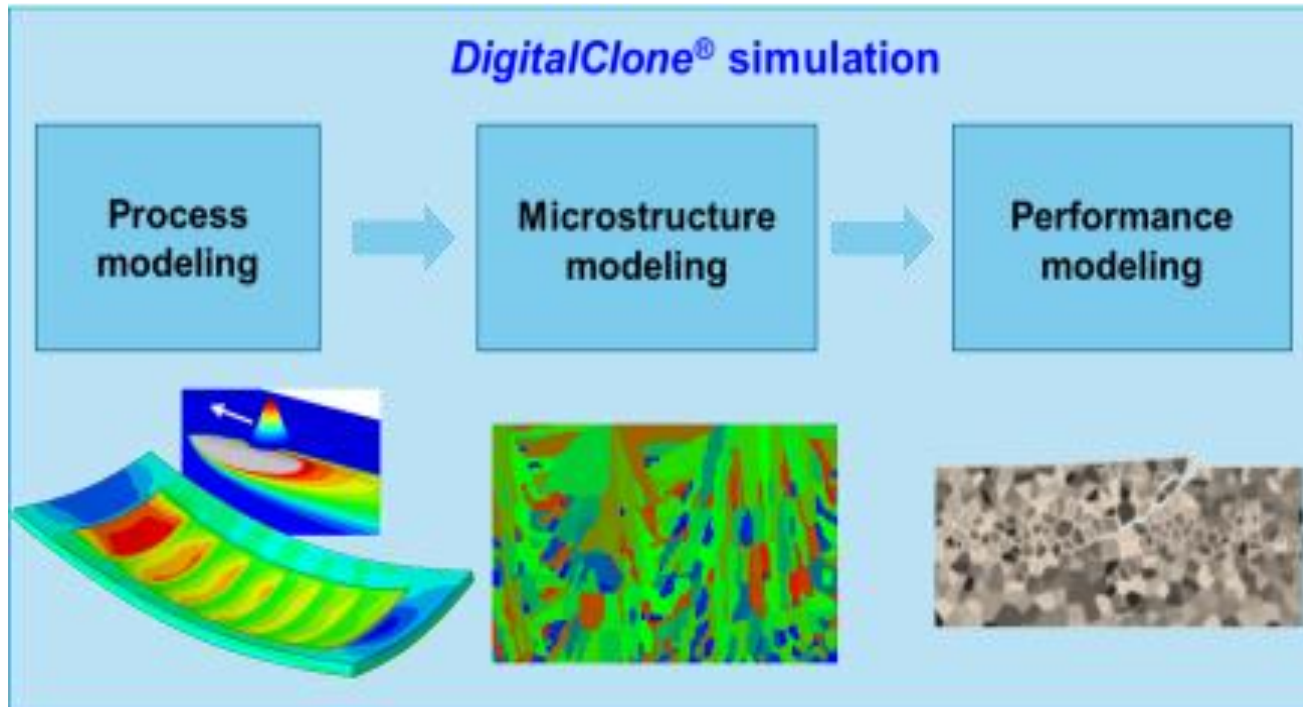 DigitalClone® simulation
Process
modeling
Microstructure
modeling
Performance
modeling